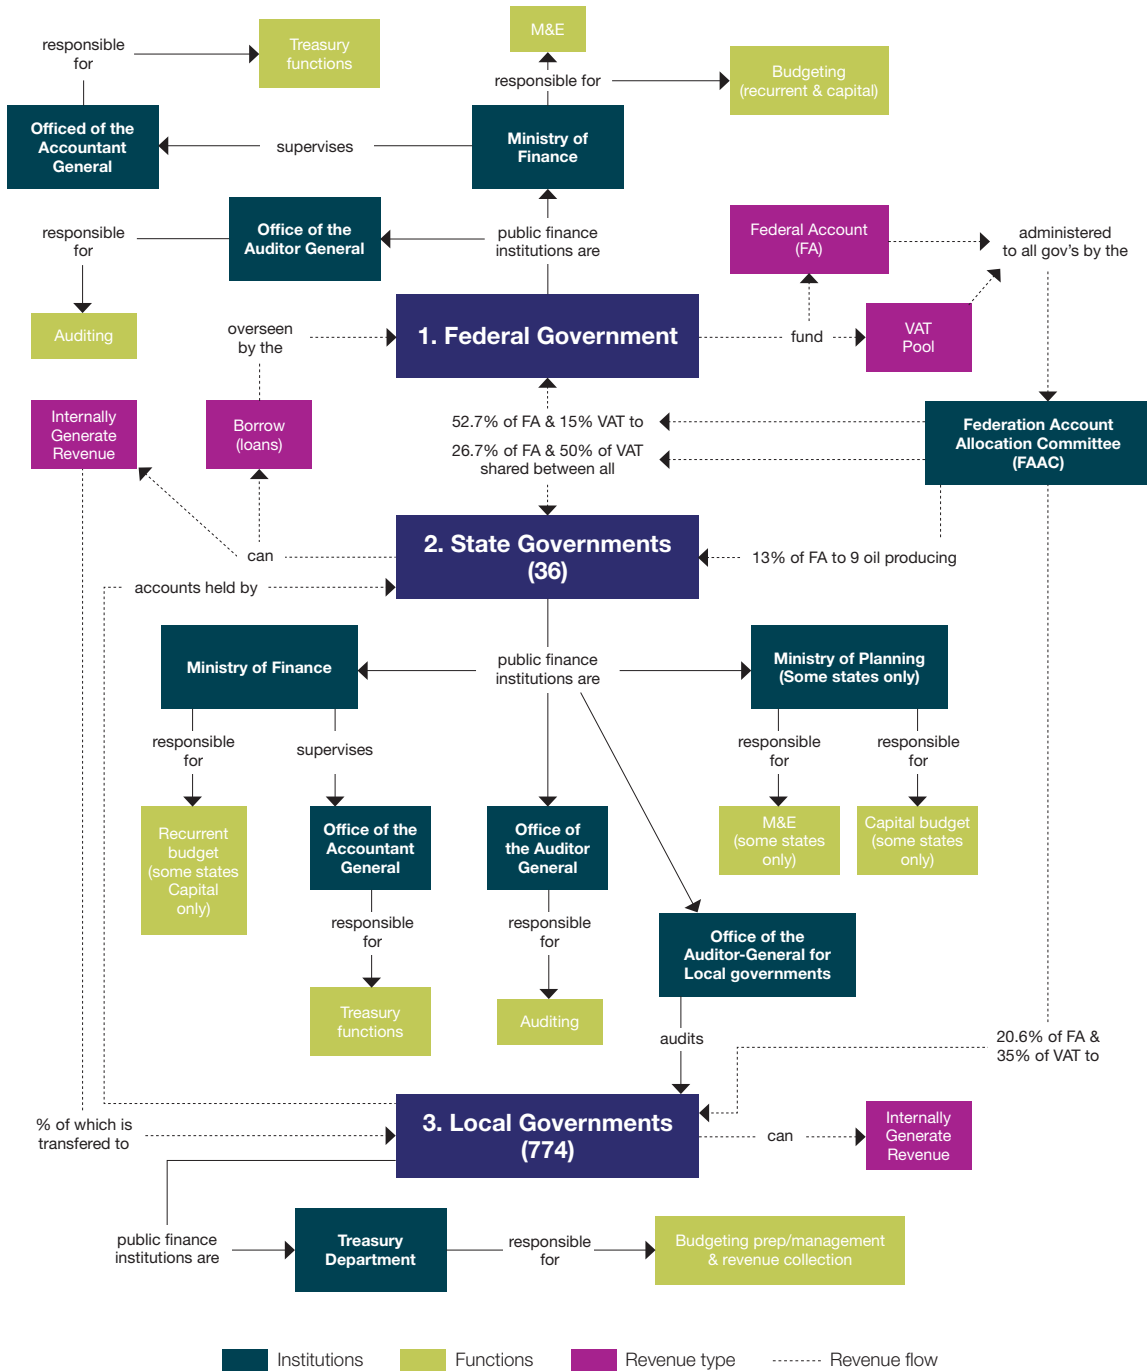 responsible
for
Treasury
functions
M&E
responsible for
Budgeting
(recurrent & capital)
Officed of the
Accountant
General
supervises
Ministry of
Finance
responsible
for
Office of the
Auditor General
public finance
institutions are
Federal Account
(FA)
administered
to all gov's by the
Auditing
overseen
by the
1. Federal Government
fund
VAT
Pool
Internally
Generate
Revenue
Borrow
(loans)
52.7% of FA & 15% VAT to
26.7% of FA & 50% of VAT
shared between all
Federation Account
Allocation Committee
(FAAC)
can
2. State Governments
(36)
13% of FA to 9 oil producing
accounts held by
Ministry of Finance
public finance
institutions are
Ministry of Planning
(Some states only)
responsible
for
supervises
responsible
for
responsible
for
Recurrent
budget
(some states
Capital
only)
Office of the
Accountant
General
Office of
the Auditor
General
M&E
(some states
only)
Capital budget
(some states
only)
responsible
for
responsible
for
Office of the
Auditor-General for
Local governments
Treasury
functions
Auditing
audits
20.6% of FA &
35% of VAT to
% of which is
transfered to
3. Local Governments
(774)
can
Internally
Generate
Revenue
public finance
institutions are
Treasury
Department
responsible
for
Budgeting prep/management
& revenue collection
Institutions
Functions
Revenue type
Revenue flow